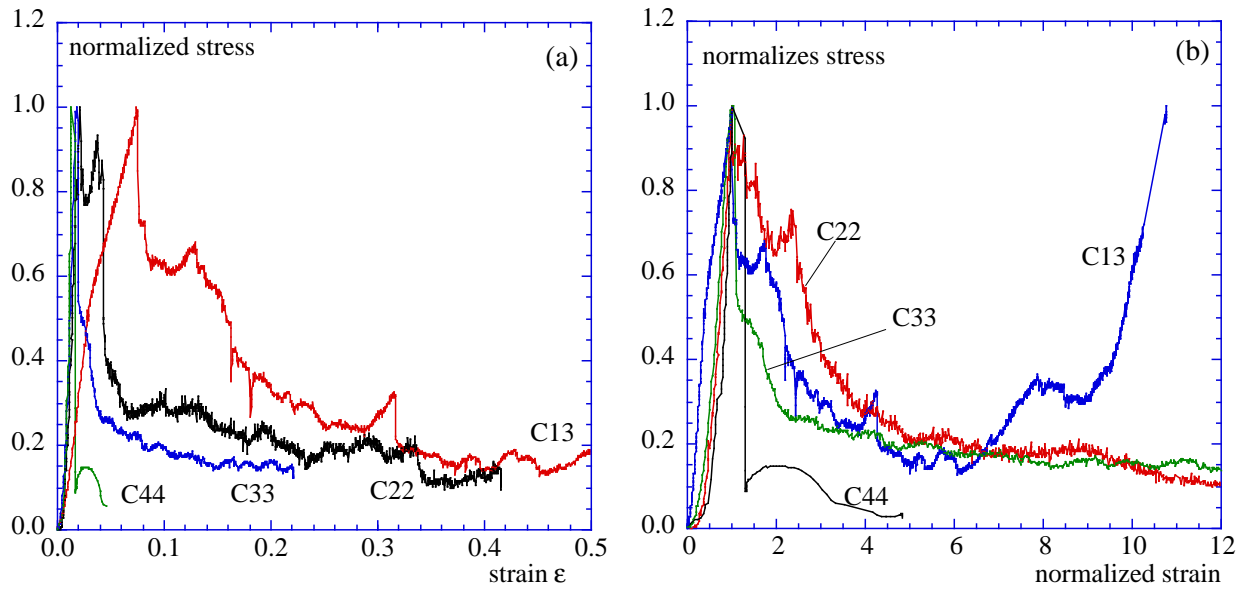 1.2
normalized stress
(a)
1.0
0.8
0.6
0.4
0.2
0.0
C13
C44
C33
C22
0.0
0.1
0.2
0.3
0.4
0.5
strain ε
1.2
normalizes stress
(b)
1.0
0.8
0.6
0.4
0.2
0.0
C22
C13
C33
C44
0
2
4
6
8
10
12
normalized strain